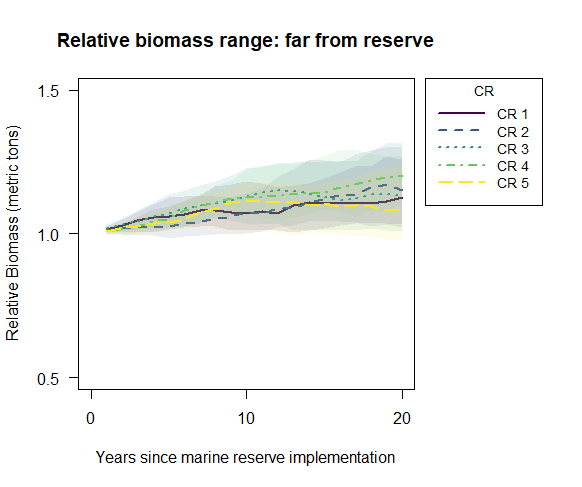 Relative biomass range: far from reserve
CR
CR 1
CR 2
CR 3
CR 4
CR 5
Relative Biomass (metric tons)
1.5
1.0
0.5
0
10
20
Years since marine reserve implementation